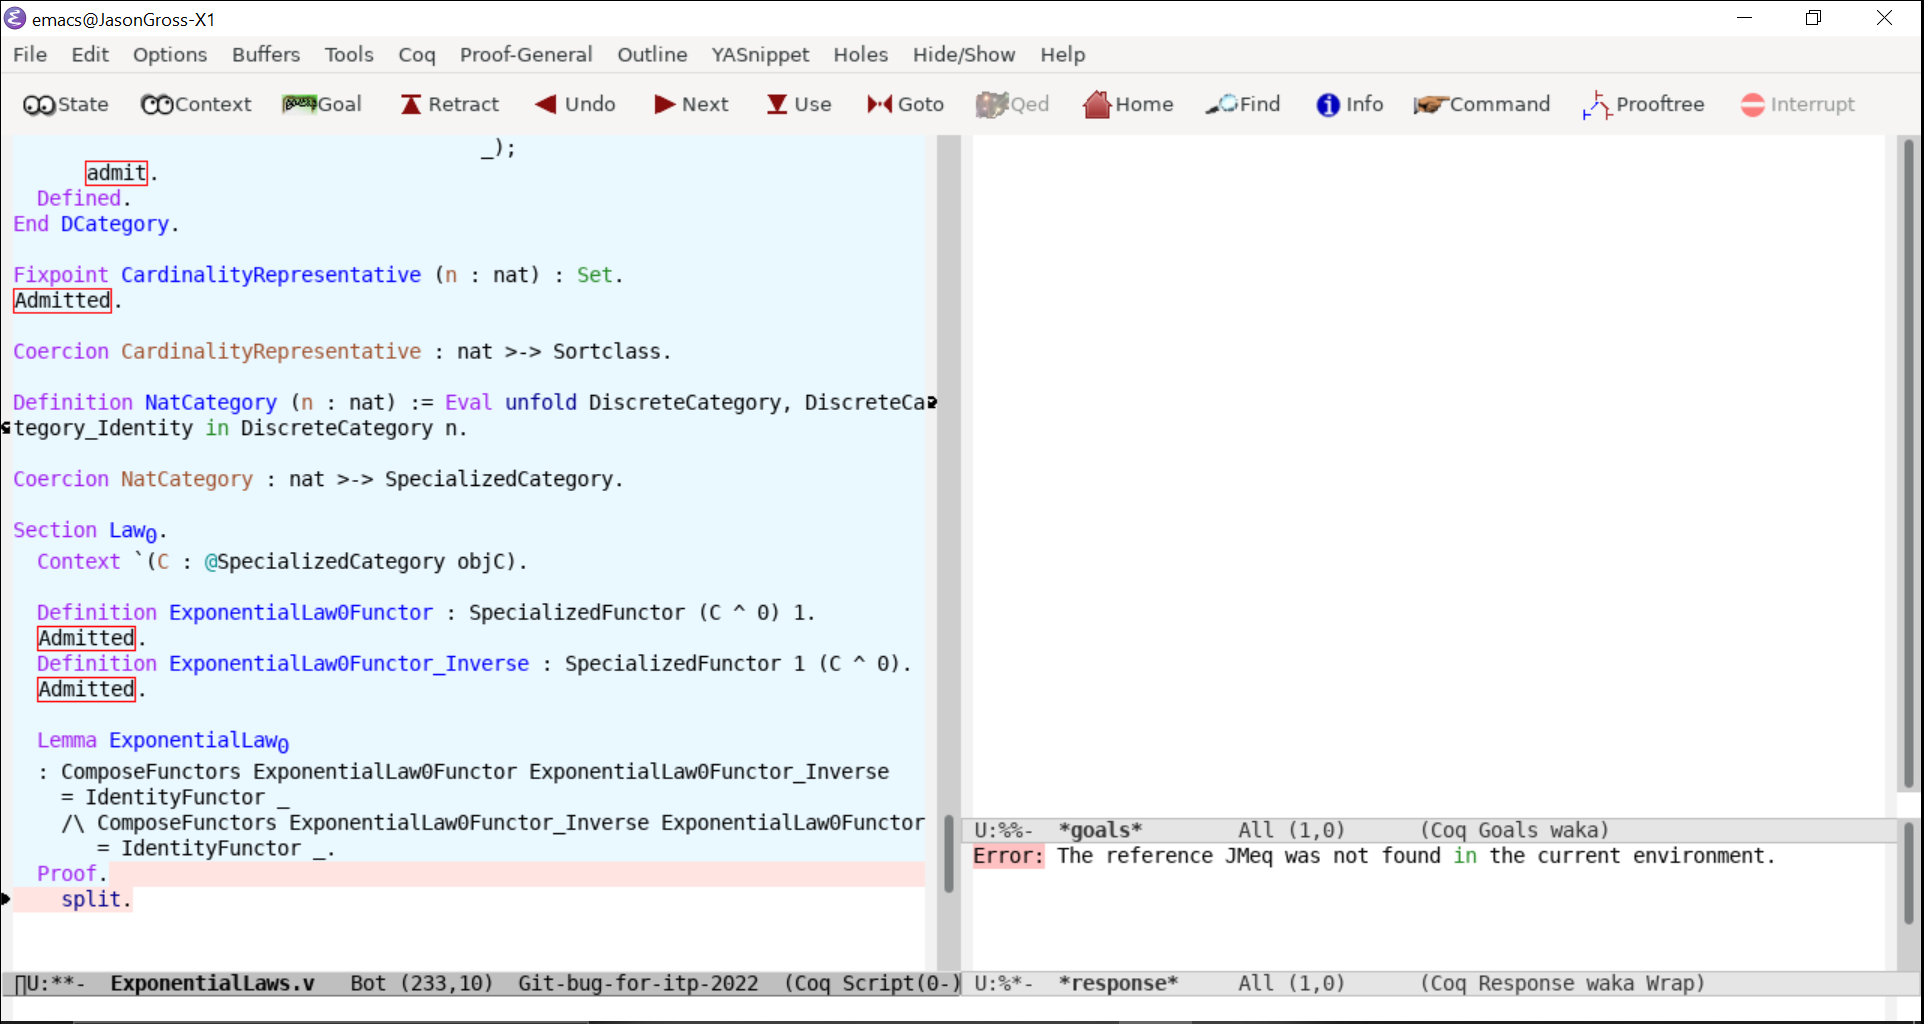 emacs@JasonGross-X1
File Edit Options Buffers Tools Coq Proof-General Outline YASnippet Holes Hide/Show Help
State Context Goal Retract Undo Next Use Goto Qed Home Find Info Command Prooftree Interrupt
_);
admit.
Defined.
End DCategory.
Fixpoint CardinalityRepresentative (n : nat) : Set.
Admitted.
Coercion CardinalityRepresentative : nat >-> Sortclass.
Definition NatCategory (n : nat) := Eval unfold DiscreteCategory, DiscreteCa
tegory_Identity in DiscreteCategory n.
Coercion NatCategory : nat >-> SpecializedCategory.
Section Law₀.
Context `(C : @SpecializedCategory objC).
Definition ExponentialLaw0Functor : SpecializedFunctor (C ^ 0) 1.
Admitted.
Definition ExponentialLaw0Functor_Inverse : SpecializedFunctor 1 (C ^ 0).
Admitted.
Lemma ExponentialLaw₀
: ComposeFunctors ExponentialLaw0Functor ExponentialLaw0Functor_Inverse
= IdentityFunctor _
/\ ComposeFunctors ExponentialLaw0Functor_Inverse ExponentialLaw0Functor
= IdentityFunctor _.
Proof.
split.
U:**- ExponentialLaws.v Bot (233,10) Git-bug-for-itp-2022 (Coq Script(0-)
U:%%- *goals* All (1,0) (Coq Goals waka)
Error: The reference JMeq was not found in the current environment.
U:%*- *response* All (1,0) (Coq Response waka Wrap)